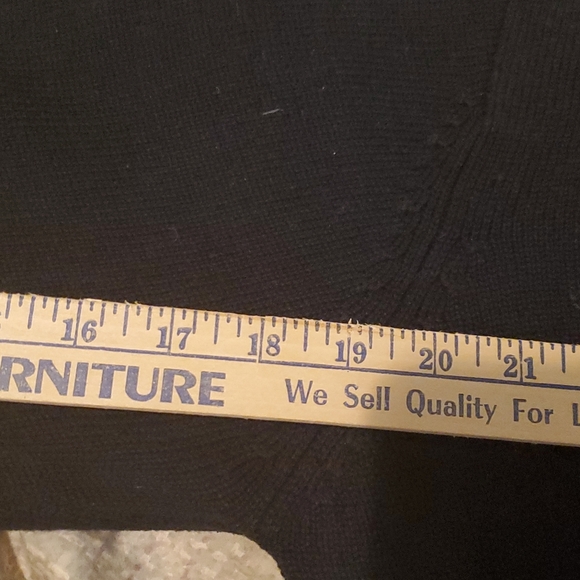 16 17 18 19 20 21
RNITURE We Sell Quality For